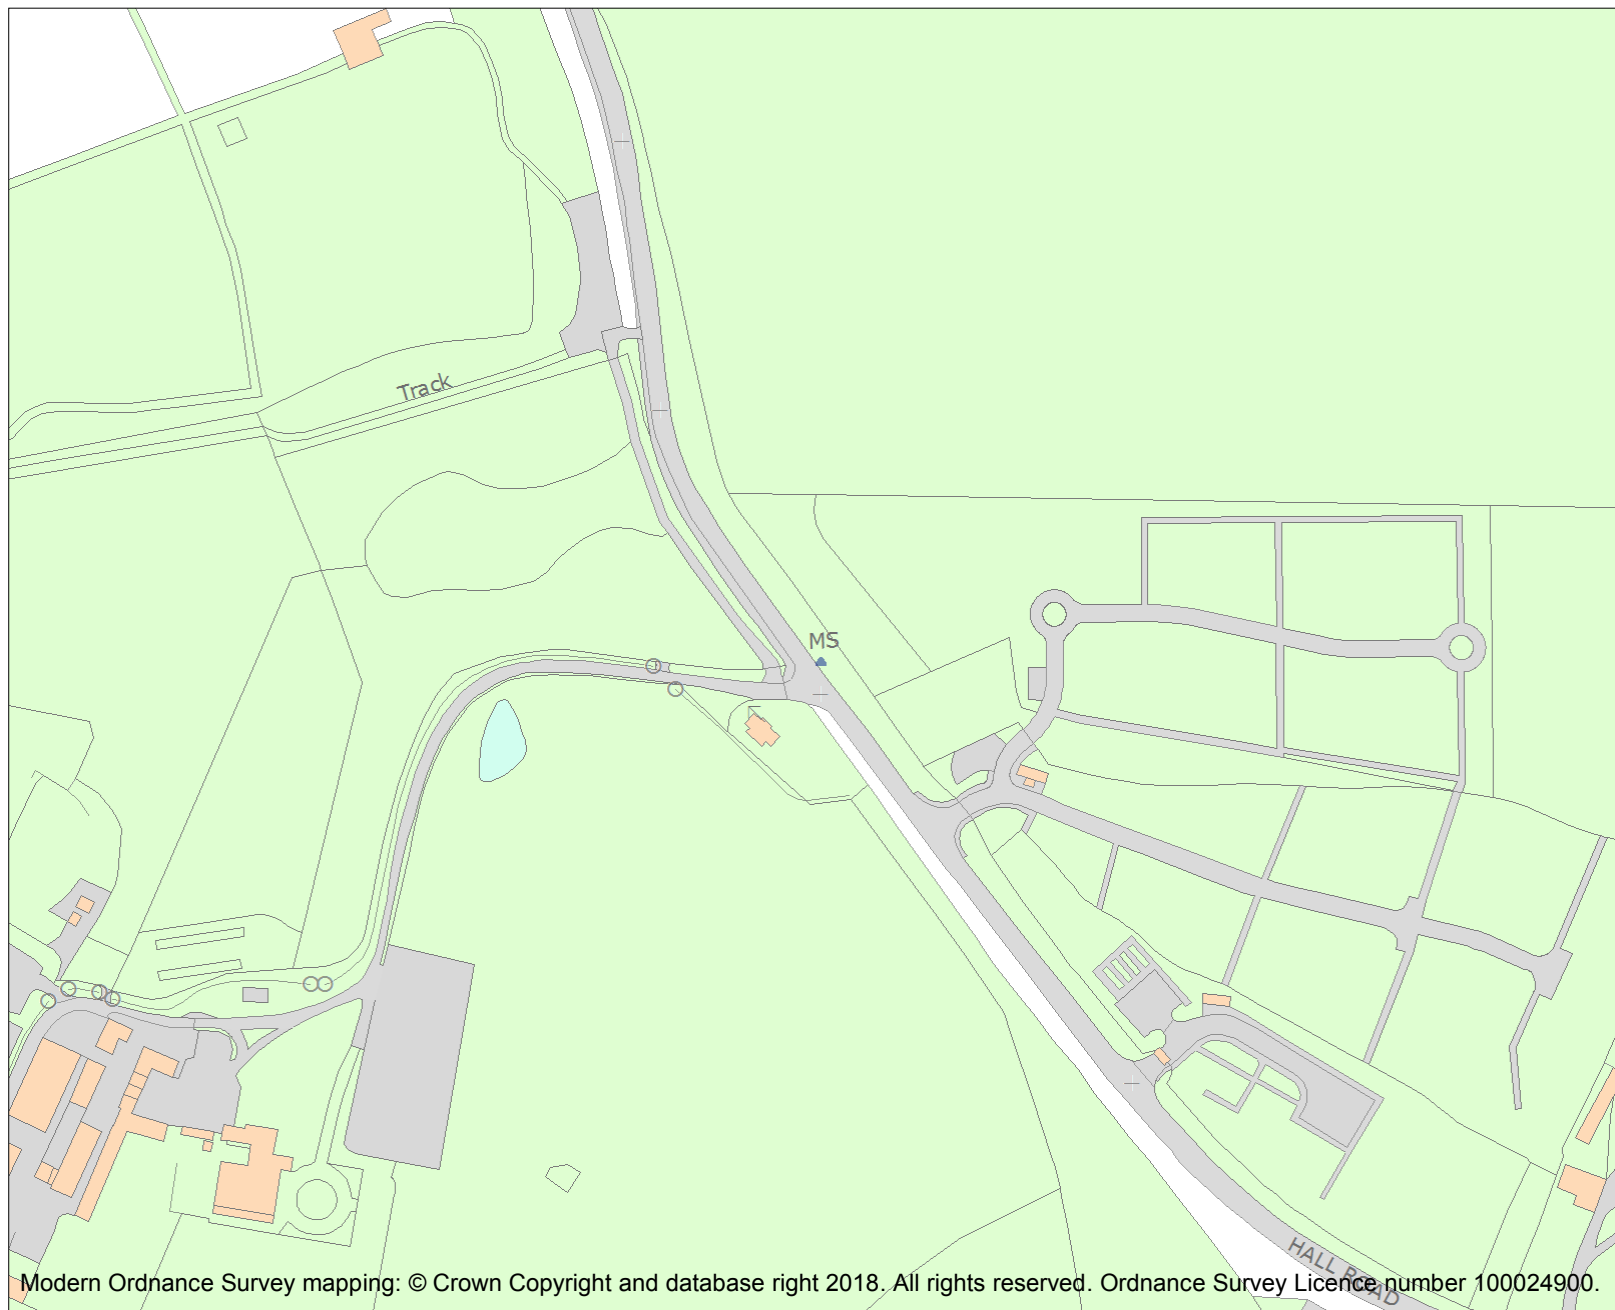 Track
MS
HALL ROAD
Modern Ordnance Survey mapping: © Crown Copyright and database right 2018. All rights reserved. Ordnance Survey Licence number 100024900.